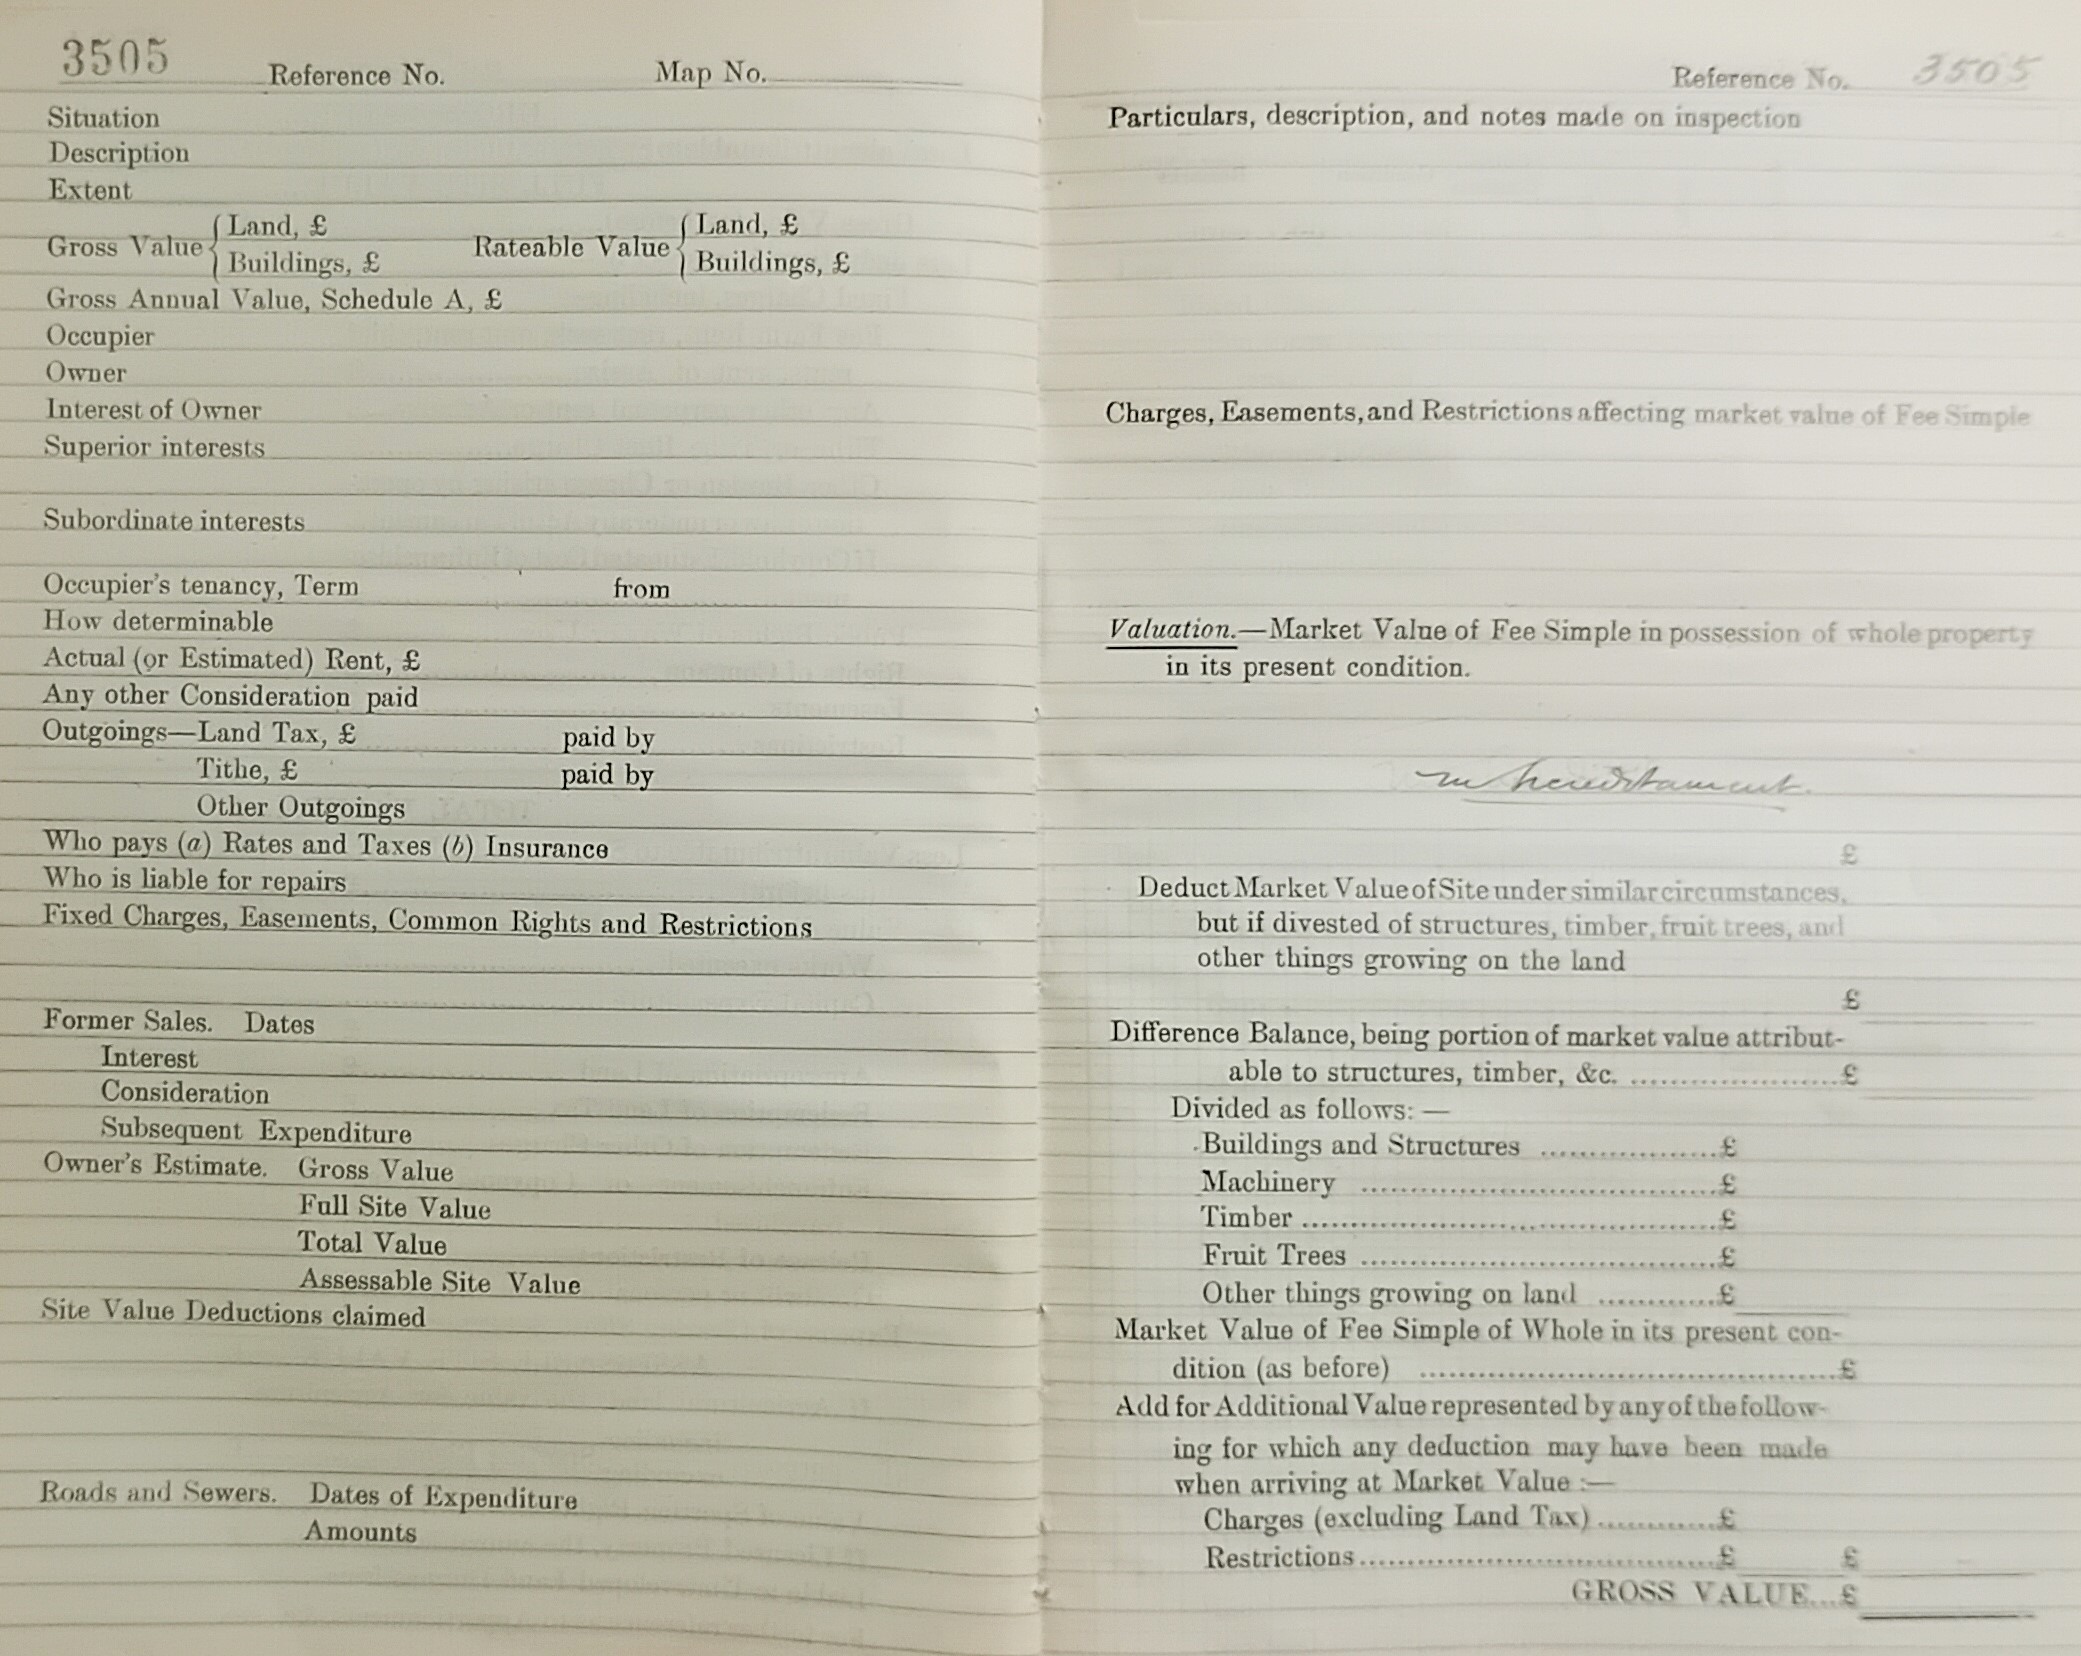 3505 Reference No. Map No.
Situation
Description
Extent
Gross Value { Land, £ Rateable Value { Land, £
Buildings, £ Buildings, £
Gross Annual Value, Schedule A, £
Occupier
Owner
Interest of Owner
Superior interests
Subordinate interests
Occupier's tenancy, Term from
How determinable
Actual (or Estimated) Rent, £
Any other Consideration paid
Outgoings—Land Tax, £ paid by
Tithe, £ paid by
Other Outgoings
Who pays (a) Rates and Taxes (b) Insurance
Who is liable for repairs
Fixed Charges, Easements, Common Rights and Restrictions
Former Sales. Dates
Interest
Consideration
Subsequent Expenditure
Owner's Estimate. Gross Value
Full Site Value
Total Value
Assessable Site Value
Site Value Deductions claimed
Roads and Sewers. Dates of Expenditure
Amounts
Reference No. 3505
Particulars, description, and notes made on inspection
Charges, Easements, and Restrictions affecting market value of Fee Simple
Valuation.—Market Value of Fee Simple in possession of whole property
in its present condition.
hereditament.
£
Deduct Market Value of Site under similar circumstances,
but if divested of structures, timber, fruit trees, and
other things growing on the land
£
Difference Balance, being portion of market value attribut-
able to structures, timber, &c. ........................£
Divided as follows:—
Buildings and Structures ...................£
Machinery ......................................£
Timber ............................................£
Fruit Trees ......................................£
Other things growing on land .............£
Market Value of Fee Simple of Whole in its present con-
dition (as before) .............................................£
Add for Additional Value represented by any of the follow-
ing for which any deduction may have been made
when arriving at Market Value :—
Charges (excluding Land Tax) .............£
Restrictions ......................................£ £
GROSS VALUE...£